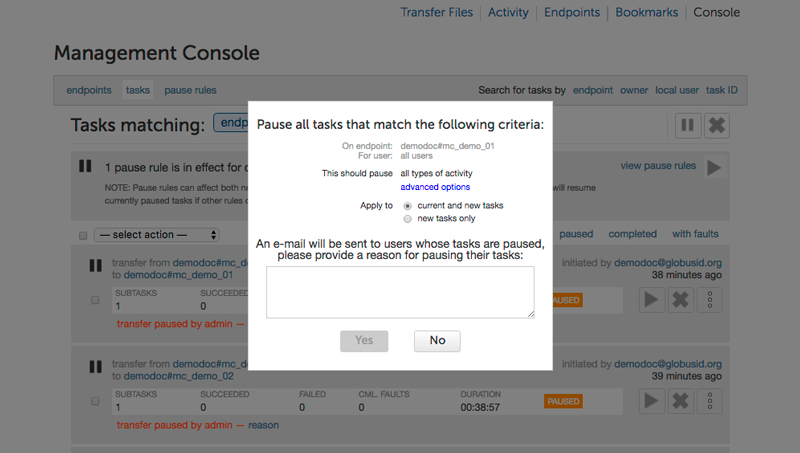 Transfer Files Activity Endpoints Bookmarks Console
Management Console
endpoints tasks pause rules Search for tasks by endpoint owner local user task ID
Tasks matching: endp
1 pause rule is in effect for view pause rules
NOTE: Pause rules can affect both will resume
currently paused tasks if other rules
— select action — paused completed with faults
Pause all tasks that match the following criteria:
On endpoint: demodoc#mc_demo_01
For user: all users
This should pause all types of activity
advanced options
Apply to current and new tasks
new tasks only
An e-mail will be sent to users whose tasks are paused,
please provide a reason for pausing their tasks:
Yes No
transfer from demodoc#mc_d initiated by demodoc@globusid.org
to demodoc#mc_demo_01 38 minutes ago
SUBTASKS SUCCEEDED
1 0 PAUSED
transfer paused by admin —
transfer from demodoc#mc_de initiated by demodoc@globusid.org
to demodoc#mc_demo_02 39 minutes ago
SUBTASKS SUCCEEDED FAILED CML. FAULTS DURATION
1 0 0 0 00:38:57 PAUSED
transfer paused by admin — reason